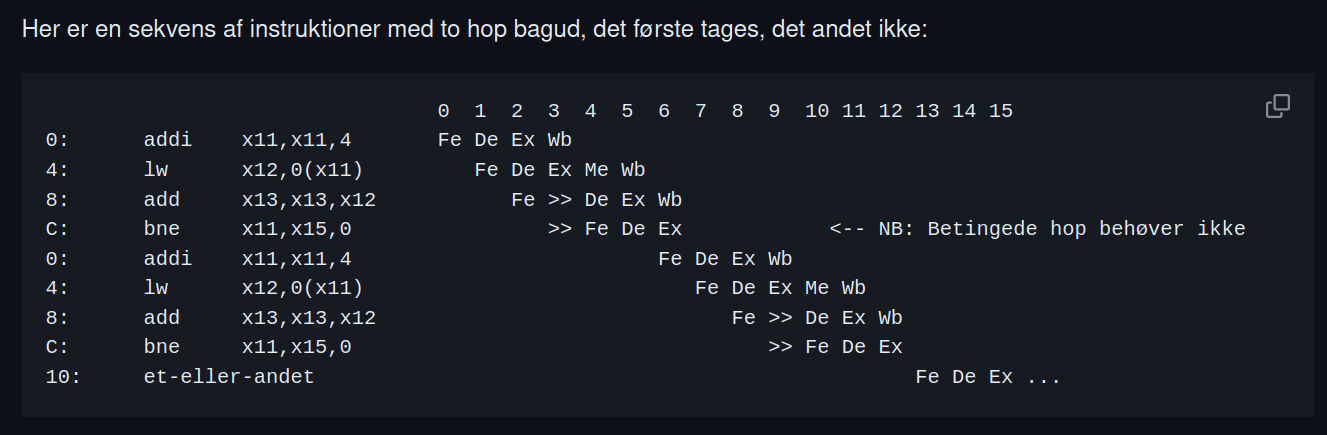 Her er en sekvens af instruktioner med to hop bagud, det første tages, det andet ikke:
                                0  1  2  3  4  5  6  7  8  9  10 11 12 13 14 15
0:      addi    x11,x11,4       Fe De Ex Wb
4:      lw      x12,0(x11)         Fe De Ex Me Wb
8:      add     x13,x13,x12           Fe >> De Ex Wb
C:      bne     x11,x15,0                >> Fe De Ex            <-- NB: Betingede hop behøver ikke
0:      addi    x11,x11,4                         Fe De Ex Wb
4:      lw      x12,0(x11)                           Fe De Ex Me Wb
8:      add     x13,x13,x12                             Fe >> De Ex Wb
C:      bne     x11,x15,0                                  >> Fe De Ex
10:     et-eller-andet                                                 Fe De Ex ...